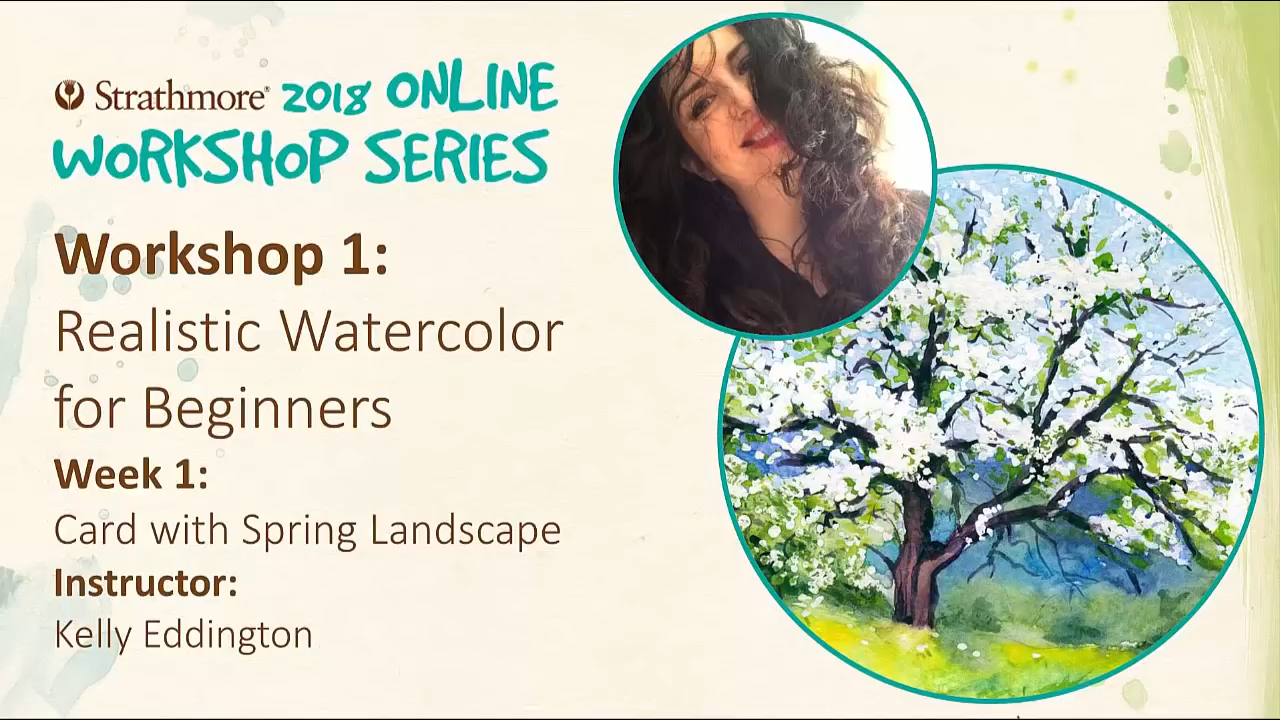 Strathmore® 2018 ONLINE
WORKSHOP SERIES
Workshop 1:
Realistic Watercolor
for Beginners
Week 1:
Card with Spring Landscape
Instructor:
Kelly Eddington